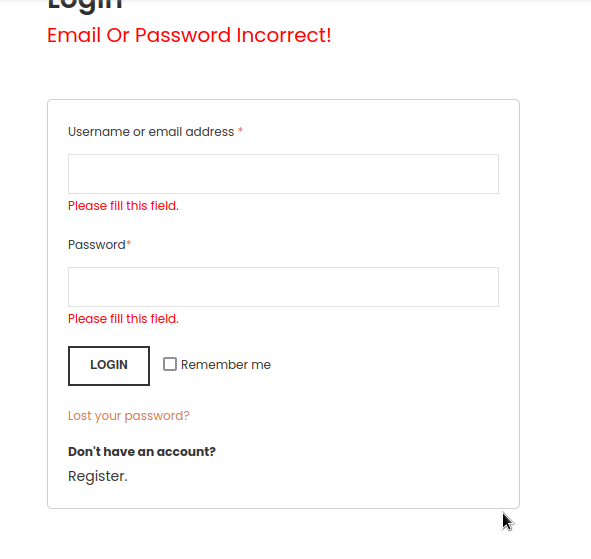 Login
Email Or Password Incorrect!
Username or email address *
Please fill this field.
Password*
Please fill this field.
LOGIN Remember me
Lost your password?
Don't have an account?
Register.